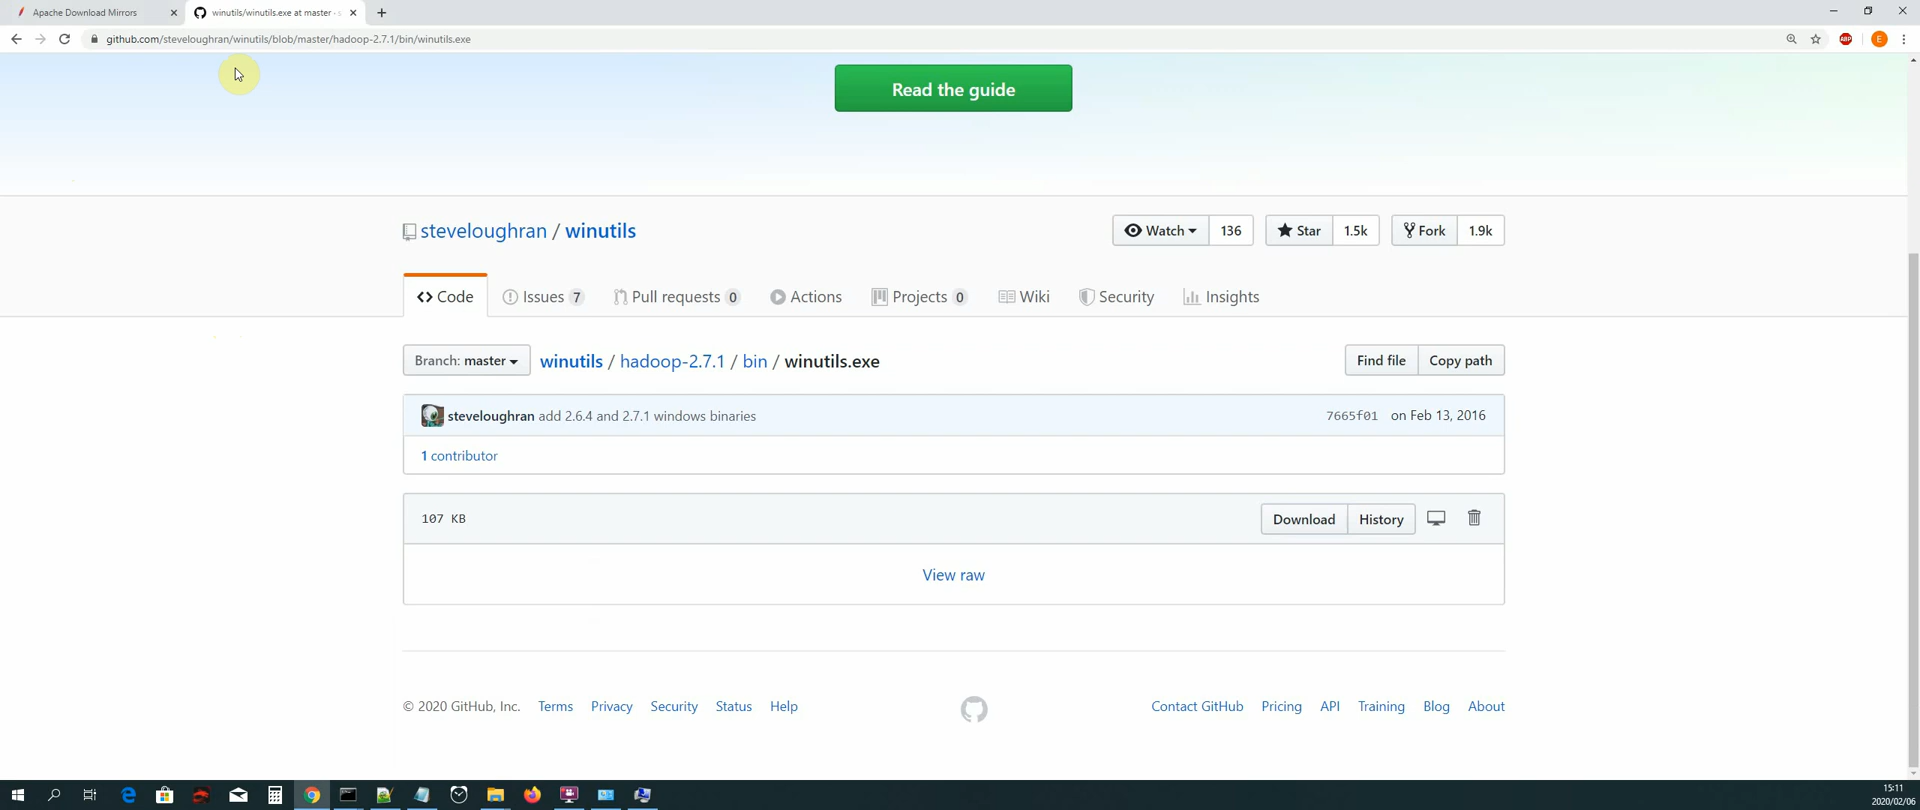 Apache Download Mirrors
winutils/winutils.exe at master · s
github.com/steveloughran/winutils/blob/master/hadoop-2.7.1/bin/winutils.exe
ABP
E
Read the guide
steveloughran / winutils
Watch 136 Star 1.5k Fork 1.9k
Code Issues 7 Pull requests 0 Actions Projects 0 Wiki Security Insights
Branch: master winutils / hadoop-2.7.1 / bin / winutils.exe Find file Copy path
steveloughran add 2.6.4 and 2.7.1 windows binaries 7665f01 on Feb 13, 2016
1 contributor
107 KB Download History
View raw
© 2020 GitHub, Inc. Terms Privacy Security Status Help Contact GitHub Pricing API Training Blog About
15:11
2020/02/06